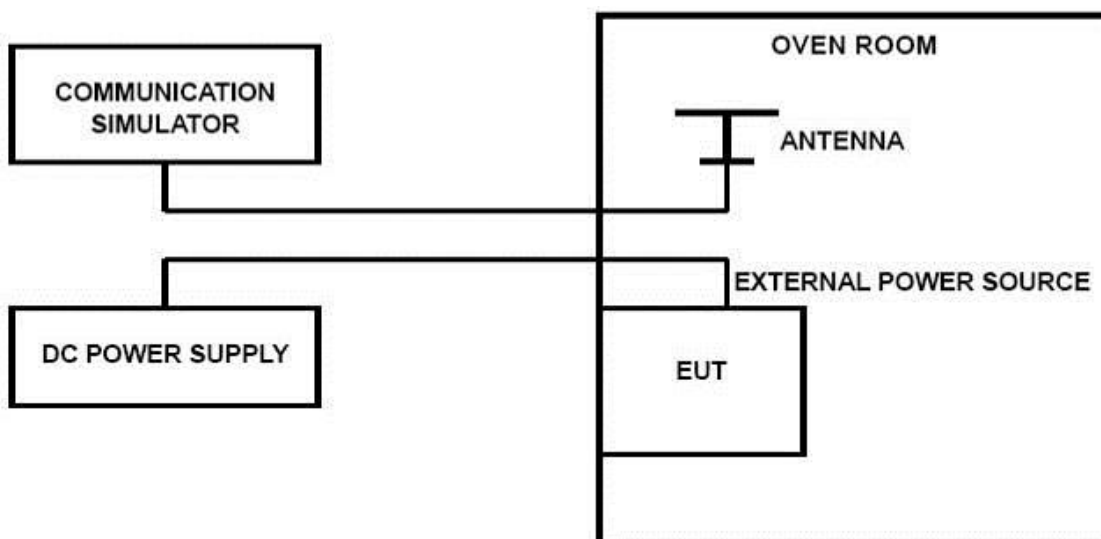 COMMUNICATION
SIMULATOR
OVEN ROOM
ANTENNA
EXTERNAL POWER SOURCE
DC POWER SUPPLY
EUT